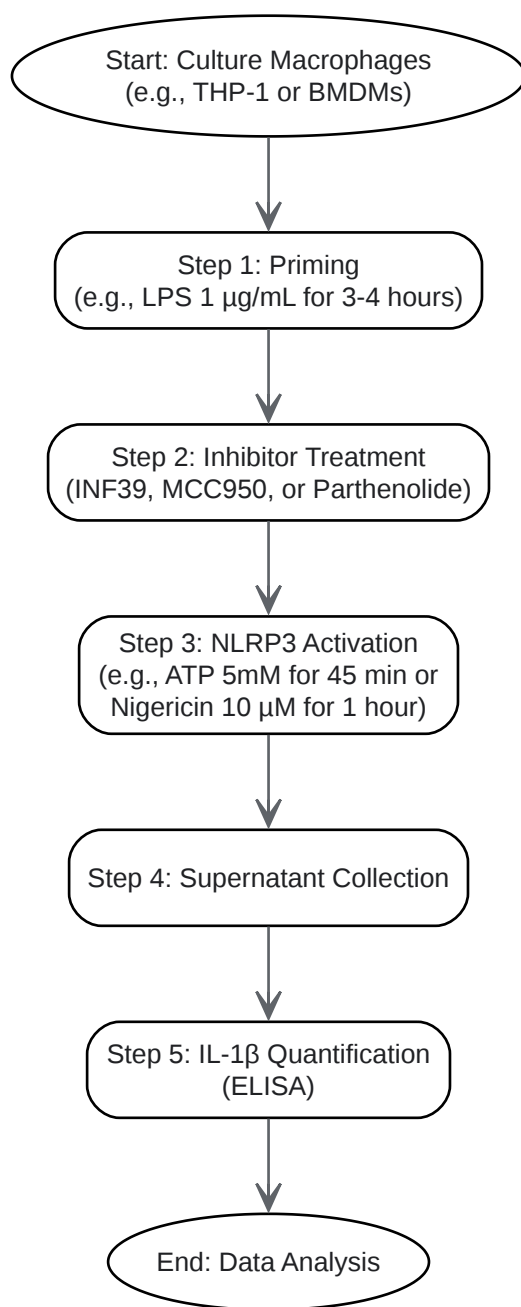 Start: Culture Macrophages
(e.g., THP-1 or BMDMs)
Step 1: Priming
(e.g., LPS 1 µg/mL for 3-4 hours)
Step 2: Inhibitor Treatment
(INF39, MCC950, or Parthenolide)
Step 3: NLRP3 Activation
(e.g., ATP 5mM for 45 min or
Nigericin 10 µM for 1 hour)
Step 4: Supernatant Collection
Step 5: IL-1β Quantification
(ELISA)
End: Data Analysis